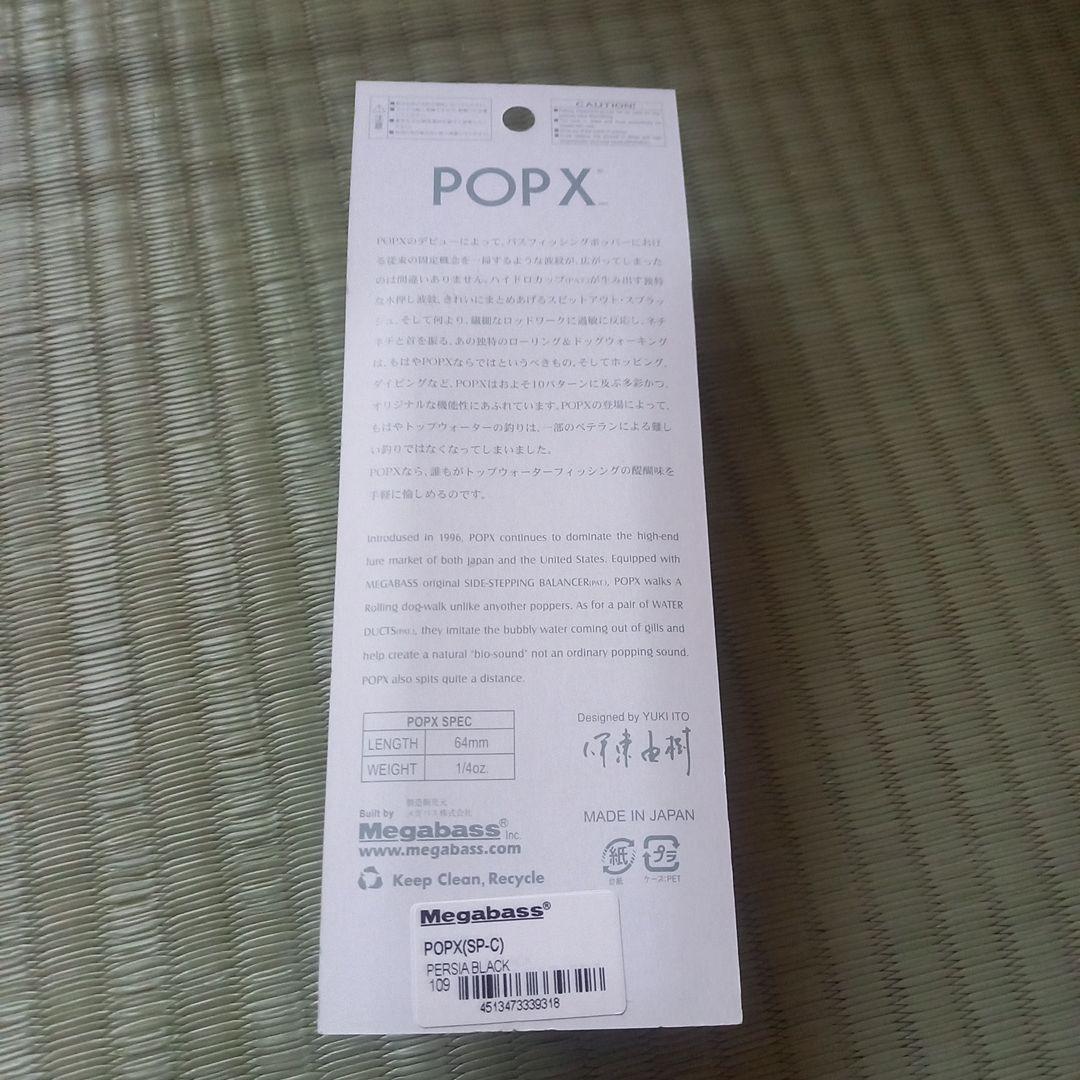 注意
CAUTION!
POPX
POPXのデビューによって、バスフィッシングポッパーにおけ
る従来の固定概念を一掃するような波紋が、広がってしまった
のは間違いありません。ハイドロカップ(PAT.)が生み出す独特
な水押し波紋、きれいにまとめあげるスピットアウト・スプラッ
シュ、そして何より、繊細なロッドワークに過敏に反応し、ネチ
ネチと首を振る、あの独特のローリング&ドッグウォーキング
は、もはやPOPXならではというべきもの。そしてホッピング、
ダイビングなど、POPXはおよそ10パターンに及ぶ多彩かつ、
オリジナルな機能性にあふれています。POPXの登場によって、
もはやトップウォーターの釣りは、一部のベテランによる難し
い釣りではなくなってしまいました。
POPXなら、誰もがトップウォーターフィッシングの醍醐味を
手軽に愉しめるのです。
Introdused in 1996, POPX continues to dominate the high-end
lure market of both japan and the United States. Equipped with
MEGABASS original SIDE-STEPPING BALANCER(PAT.), POPX walks A
Rolling dog-walk unlike anyother poppers. As for a pair of WATER
DUCTS(PAT.), they imitate the bubbly water coming out of gills and
help create a natural "bio-sound" not an ordinary popping sound.
POPX also spits quite a distance.
POPX SPEC
LENGTH 64mm
WEIGHT 1/4oz.
Designed by YUKI ITO
伊東由樹
Built by 製造販売元
メガバス株式会社
Megabass® Inc.
www.megabass.com
Keep Clean, Recycle
MADE IN JAPAN
紙 プラ
台紙 ケース:PET
Megabass®
POPX(SP-C)
PERSIA BLACK
109
4513473339318